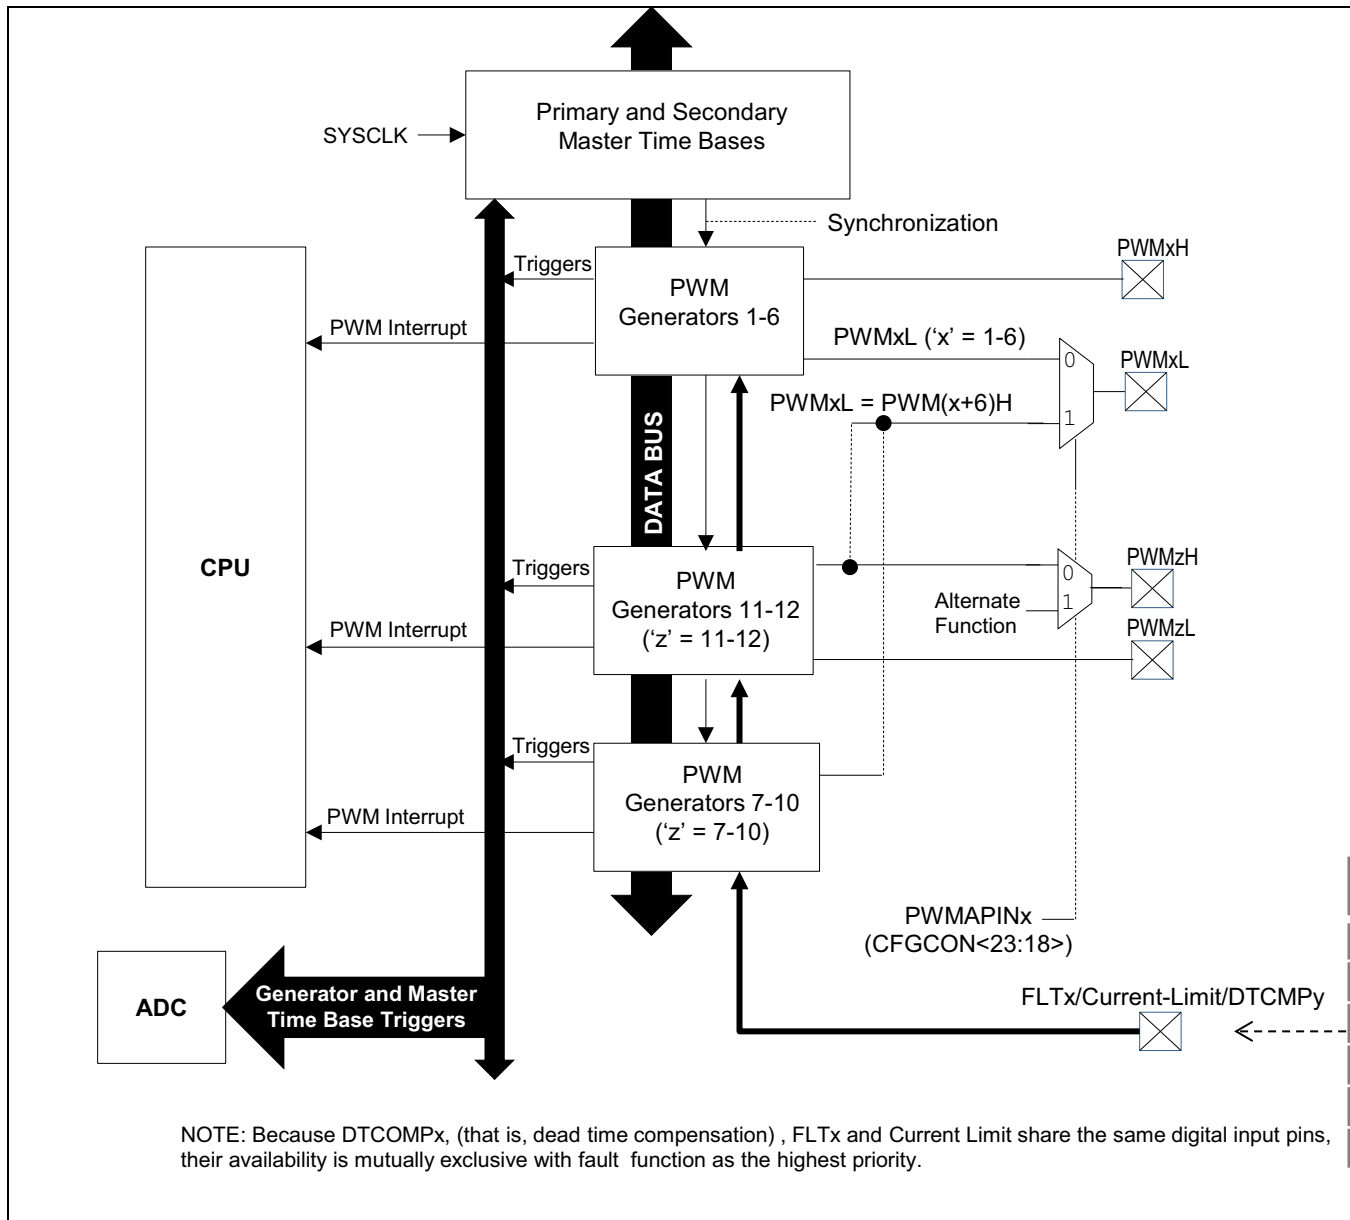 Primary and Secondary
Master Time Bases
SYSCLK
Synchronization
Triggers
PWM
Generators 1-6
PWMxH
PWM Interrupt
PWMxL (‘x’ = 1-6)
0
PWMxL
PWMxL = PWM(x+6)H
1
DATA BUS
CPU
Triggers
PWM
Generators 11-12
(‘z’ = 11-12)
0
PWMzH
Alternate
Function
1
PWM Interrupt
PWMzL
Triggers
PWM
Generators 7-10
(‘z’ = 7-10)
PWM Interrupt
PWMAPINx
(CFGCON<23:18>)
ADC
Generator and Master
Time Base Triggers
FLTx/Current-Limit/DTCMPy
NOTE: Because DTCOMPx, (that is, dead time compensation) , FLTx and Current Limit share the same digital input pins,
their availability is mutually exclusive with fault function as the highest priority.